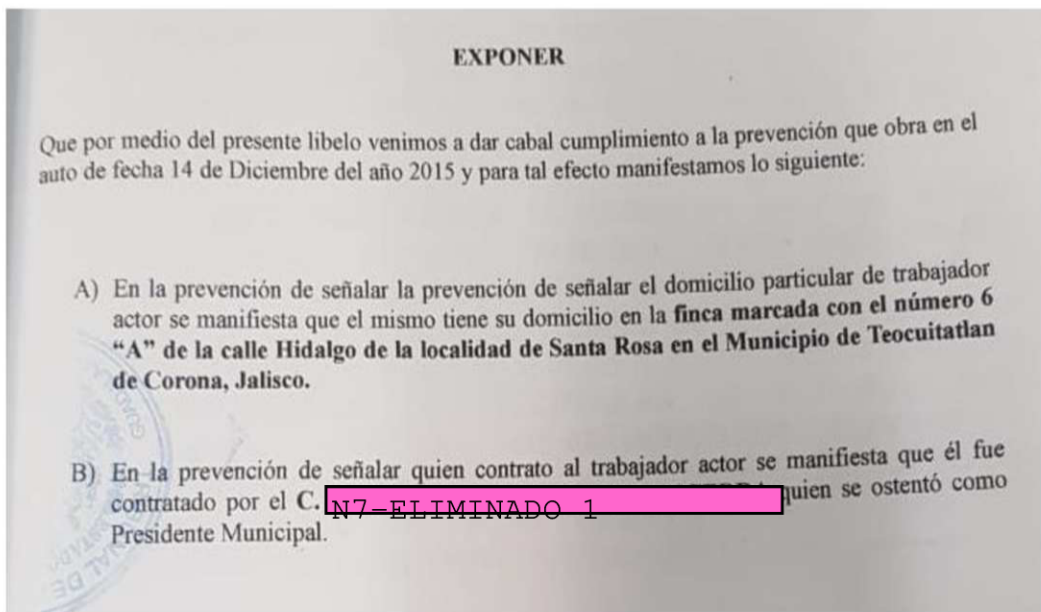 EXPONER
Que por medio del presente libelo venimos a dar cabal cumplimiento a la prevención que obra en el
auto de fecha 14 de Diciembre del año 2015 y para tal efecto manifestamos lo siguiente:
A) En la prevención de señalar la prevención de señalar el domicilio particular de trabajador
actor se manifiesta que el mismo tiene su domicilio en la finca marcada con el número 6
“A” de la calle Hidalgo de la localidad de Santa Rosa en el Municipio de Teocuitatlan
de Corona, Jalisco.
B) En la prevención de señalar quien contrato al trabajador actor se manifiesta que él fue
contratado por el C. N7-ELIMINADO 1 quien se ostentó como
Presidente Municipal.